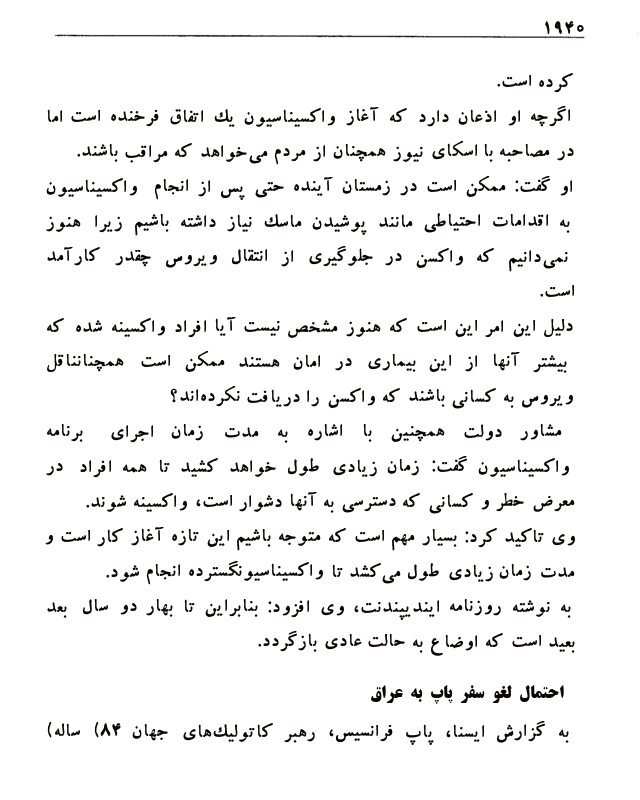 ۱۹۴۰
کرده است.
اگرچه او اذعان دارد که آغاز واکسیناسیون یك اتفاق فرخنده است اما
در مصاحبه با اسکای نیوز همچنان از مردم می‌خواهد که مراقب باشند.
او گفت: ممکن است در زمستان آینده حتی پس از انجام واکسیناسیون
به اقدامات احتیاطی مانند پوشیدن ماسك نیاز داشته باشیم زیرا هنوز
نمی‌دانیم که واکسن در جلوگیری از انتقال ویروس چقدر کارآمد
است.
دلیل این امر این است که هنوز مشخص نیست آیا افراد واکسینه شده که
بیشتر آنها از این بیماری در امان هستند ممکن است همچنانناقل
ویروس به کسانی باشند که واکسن را دریافت نکرده‌اند؟
مشاور دولت همچنین با اشاره به مدت زمان اجرای برنامه
واکسیناسیون گفت: زمان زیادی طول خواهد کشید تا همه افراد در
معرض خطر و کسانی که دسترسی به آنها دشوار است، واکسینه شوند.
وی تاکید کرد: بسیار مهم است که متوجه باشیم این تازه آغاز کار است و
مدت زمان زیادی طول می‌کشد تا واکسیناسیونگسترده انجام شود.
به نوشته روزنامه ایندیپندنت، وی افزود: بنابراین تا بهار دو سال بعد
بعید است که اوضاع به حالت عادی بازگردد.
احتمال لغو سفر پاپ به عراق
به گزارش ایسنا، پاپ فرانسیس، رهبر کاتولیك‌های جهان ۸۴) ساله)